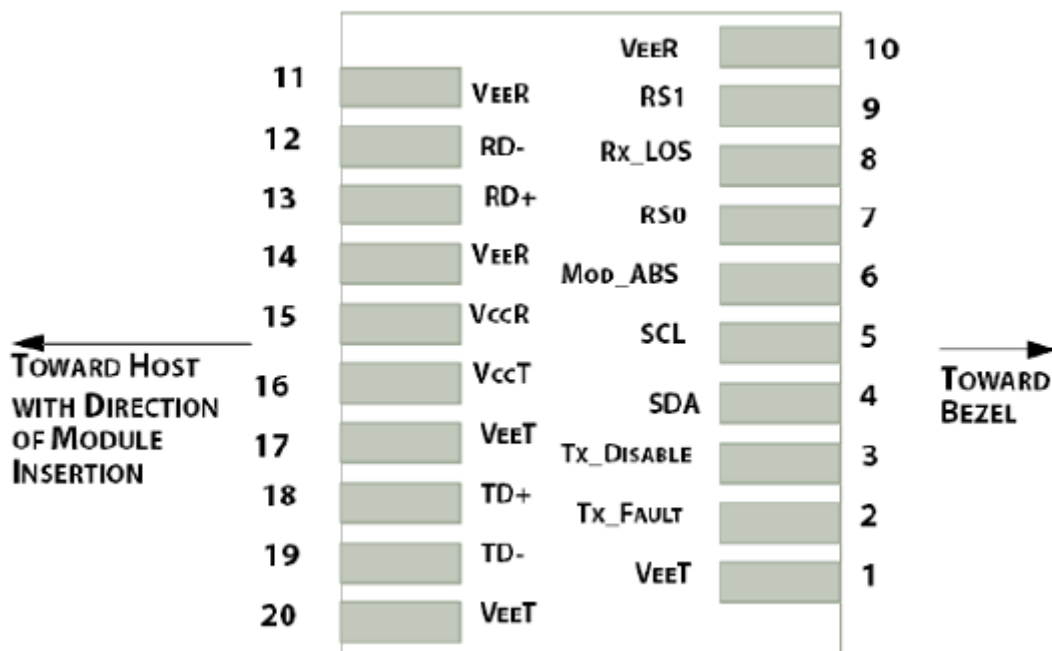 VEER 10
11 VEER
RS1 9
12 RD-
Rx_LOS 8
13 RD+
RS0 7
14 VEER
Mod_ABS 6
15 VccR
SCL 5
TOWARD HOST
WITH DIRECTION
OF MODULE
INSERTION
16 VccT
TOWARD
BEZEL
SDA 4
17 VEET
Tx_DISABLE 3
18 TD+
Tx_FAULT 2
19 TD-
VEET 1
20 VEET